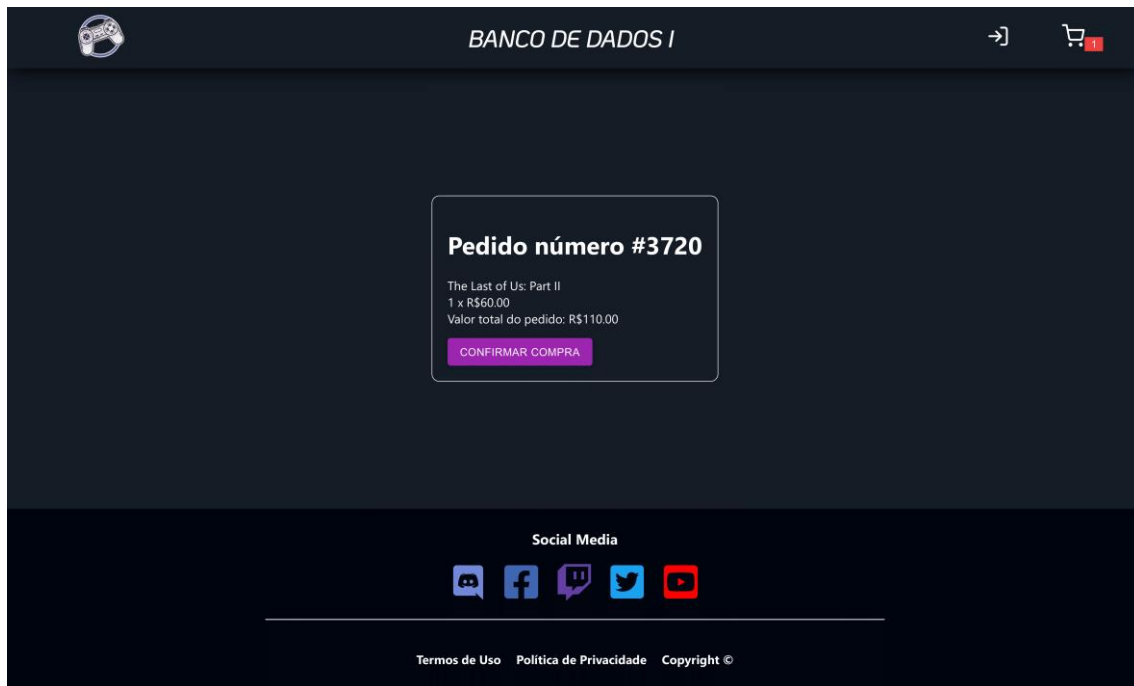 BANCO DE DADOS I
1
Pedido número #3720
The Last of Us: Part II
1 x R$60.00
Valor total do pedido: R$110.00
CONFIRMAR COMPRA
Social Media
Termos de Uso Política de Privacidade Copyright ©